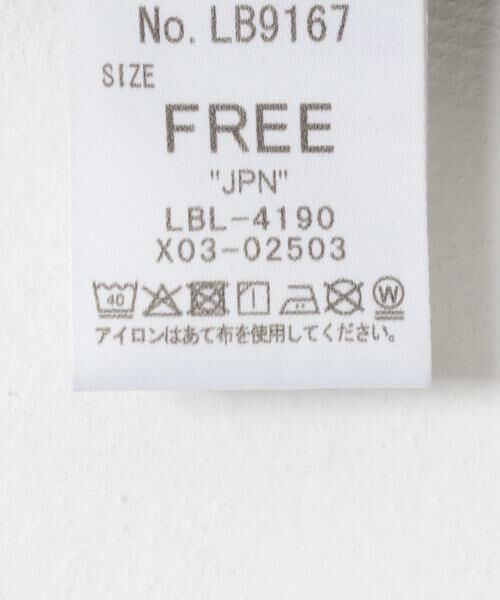 No. LB9167
SIZE
FREE
"JPN"
LBL-4190
X03-02503
40 W
アイロンはあて布を使用してください。